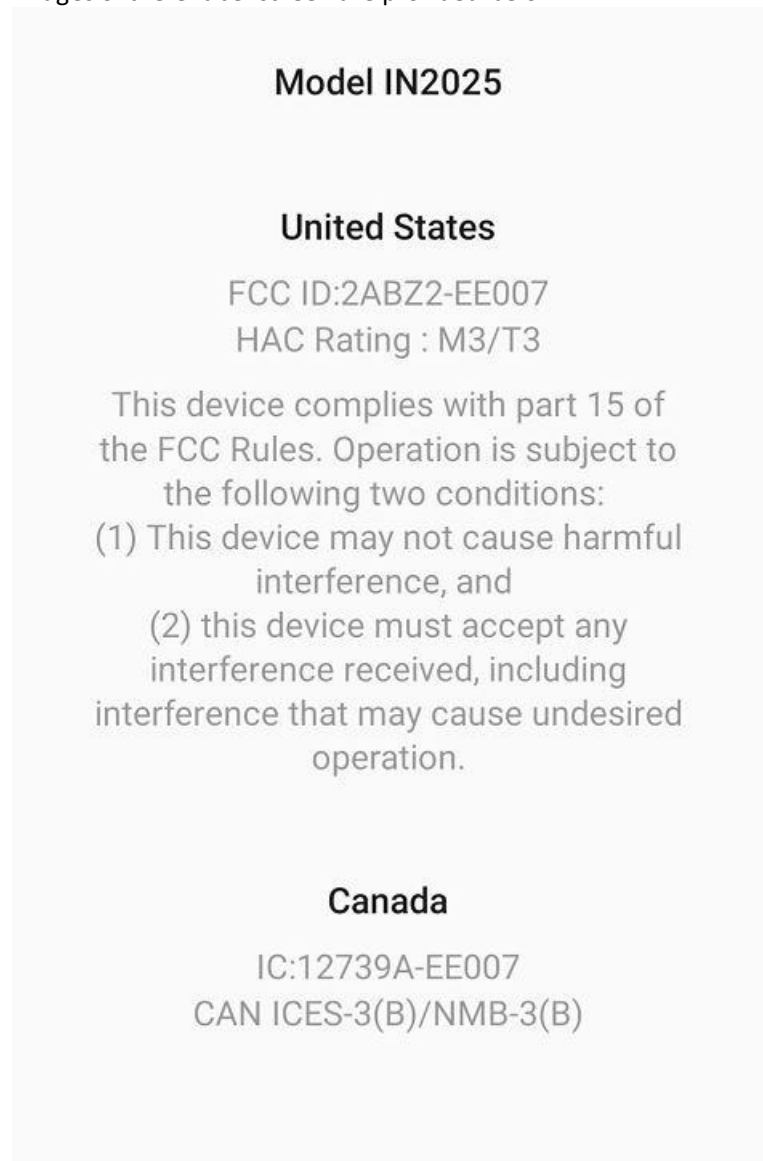 Model IN2025
United States
FCC ID:2ABZ2-EE007
HAC Rating : M3/T3
This device complies with part 15 of
the FCC Rules. Operation is subject to
the following two conditions:
(1) This device may not cause harmful
interference, and
(2) this device must accept any
interference received, including
interference that may cause undesired
operation.
Canada
IC:12739A-EE007
CAN ICES-3(B)/NMB-3(B)